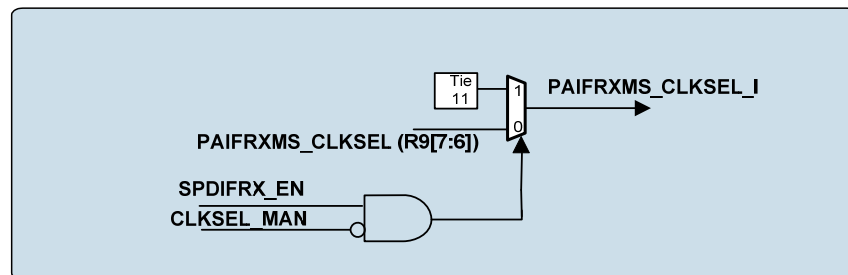 Tie
11
1
PAIFRXMS_CLKSEL_I
0
PAIFRXMS_CLKSEL (R9[7:6])
SPDIFRX_EN
CLKSEL_MAN